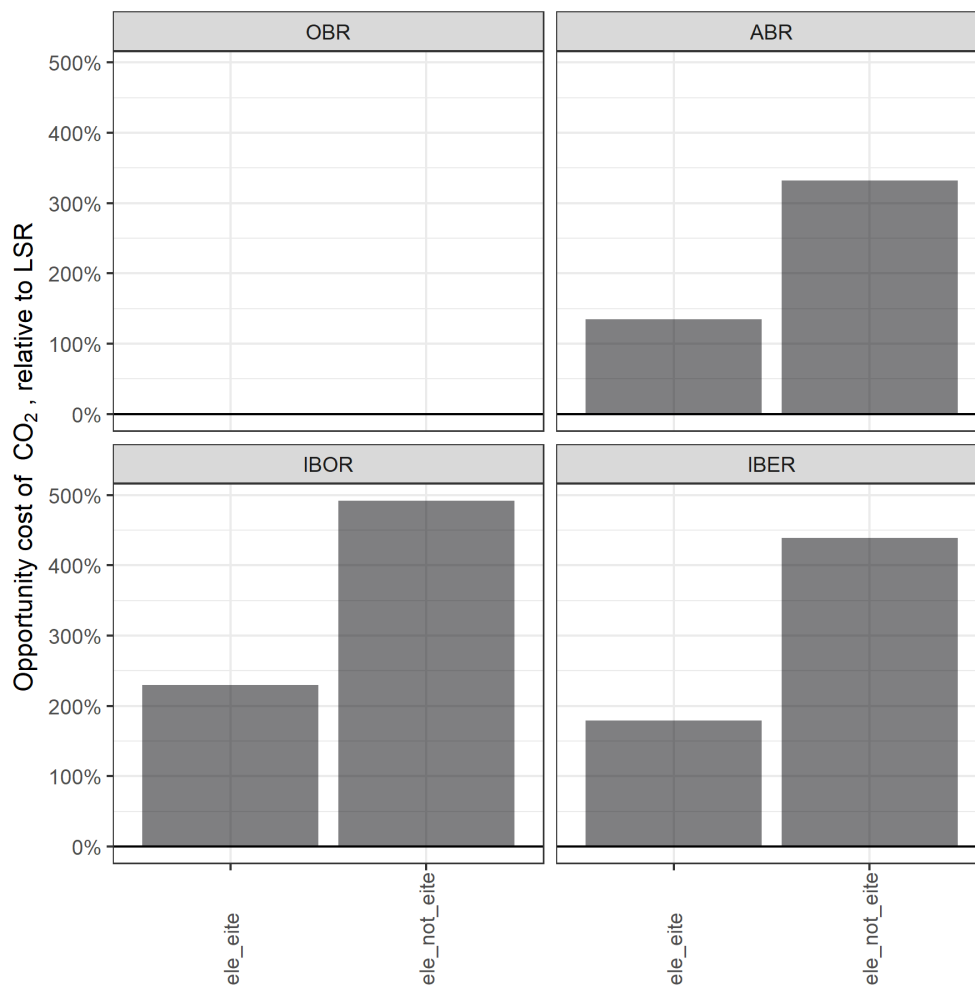 OBR
ABR
500%
400%
300%
200%
100%
0%
Opportunity cost of CO₂ , relative to LSR
IBOR
IBER
500%
400%
300%
200%
100%
0%
ele_eite
ele_not_eite
ele_eite
ele_not_eite